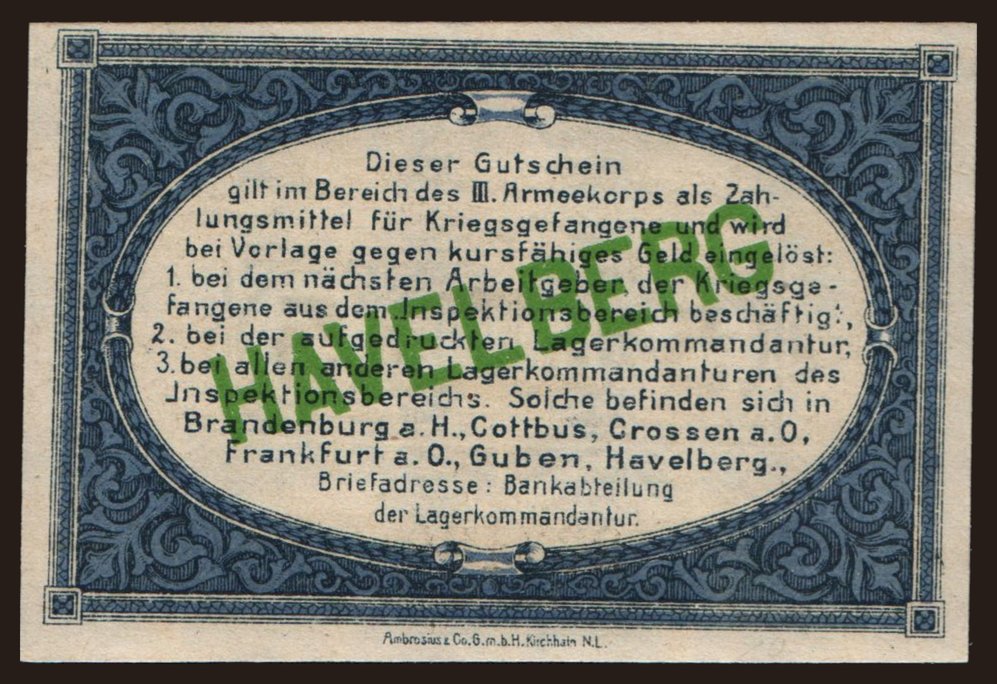 Dieser Gutschein
gilt im Bereich des III. Armeekorps als Zah-
lungsmittel für Kriegsgefangene und wird
bei Vorlage gegen kursfähiges Geld eingelöst:
1. bei dem nächsten Arbeitgeber der Kriegsge-
fangene aus dem Inspektionsbereich beschäftigt,
2. bei der aufgedruckten Lagerkommandantur,
3. bei allen anderen Lagerkommandanturen des
Inspektionsbereichs. Solche befinden sich in
Brandenburg a. H., Cottbus, Crossen a. O,
Frankfurt a. O., Guben, Havelberg.,
Briefadresse: Bankabteilung
der Lagerkommandantur.
HAVELBERG
Ambrosius & Co. G.m.b.H. Kirchhain N.L.